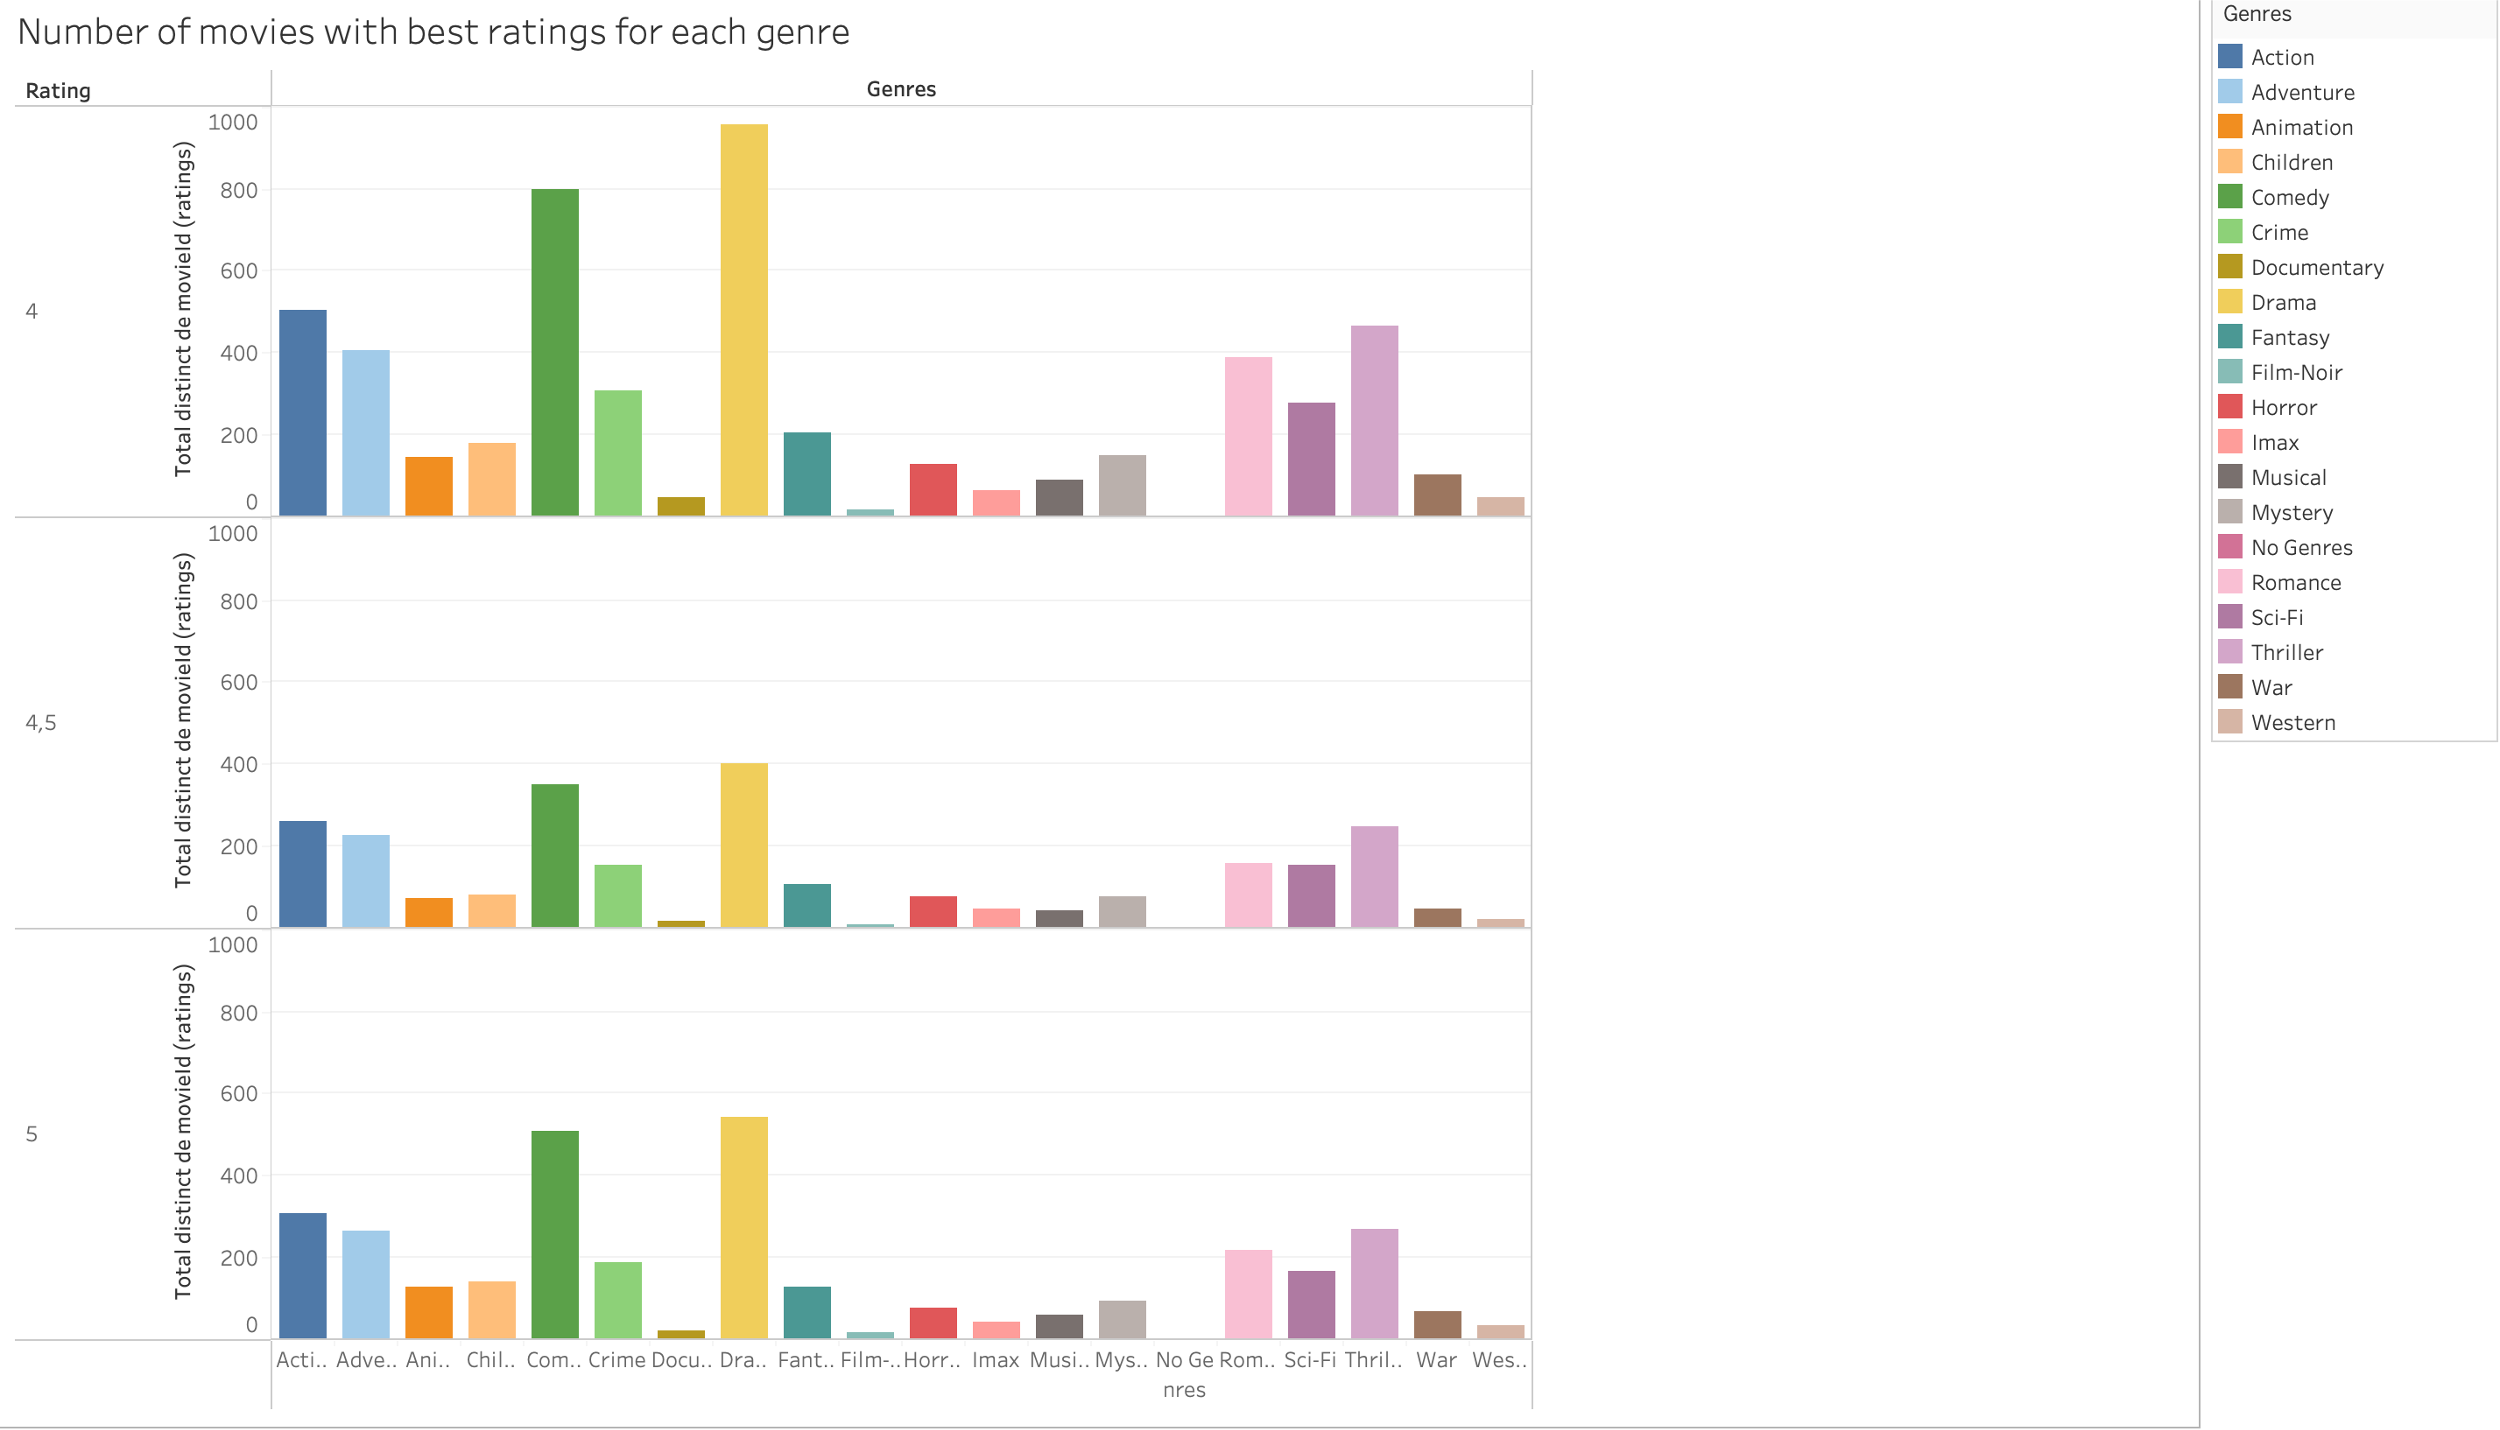 Number of movies with best ratings for each genre
Rating
Genres
4
Total distinct de movieId (ratings)
1000
800
600
400
200
0
4,5
Total distinct de movieId (ratings)
1000
800
600
400
200
0
5
Total distinct de movieId (ratings)
1000
800
600
400
200
0
Acti.. Adve.. Ani.. Chil.. Com.. Crime Docu.. Dra.. Fant.. Film-.. Horr.. Imax Musi.. Mys.. No Ge Rom.. Sci-Fi Thril.. War Wes..
nres
Genres
Action
Adventure
Animation
Children
Comedy
Crime
Documentary
Drama
Fantasy
Film-Noir
Horror
Imax
Musical
Mystery
No Genres
Romance
Sci-Fi
Thriller
War
Western